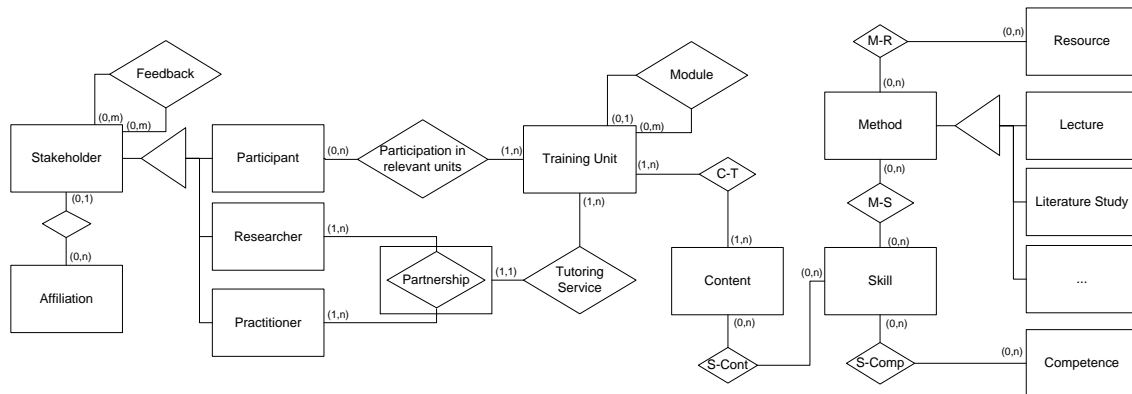 Feedback
(0,m)
(0,m)
Stakeholder
(0,1)
(0,n)
Affiliation
Participant
(0,n)
Participation in
relevant units
(1,n)
Researcher
(1,n)
Partnership
(1,1)
Tutoring
Service
Practitioner
(1,n)
Module
(0,1)
(0,m)
Training Unit
(1,n)
(1,n)
C-T
(1,n)
Content
(0,n)
S-Cont
(0,n)
M-R
(0,n)
Resource
(0,n)
Method
(0,n)
M-S
(0,n)
Skill
(0,n)
S-Comp
(0,n)
Competence
Lecture
Literature Study
...